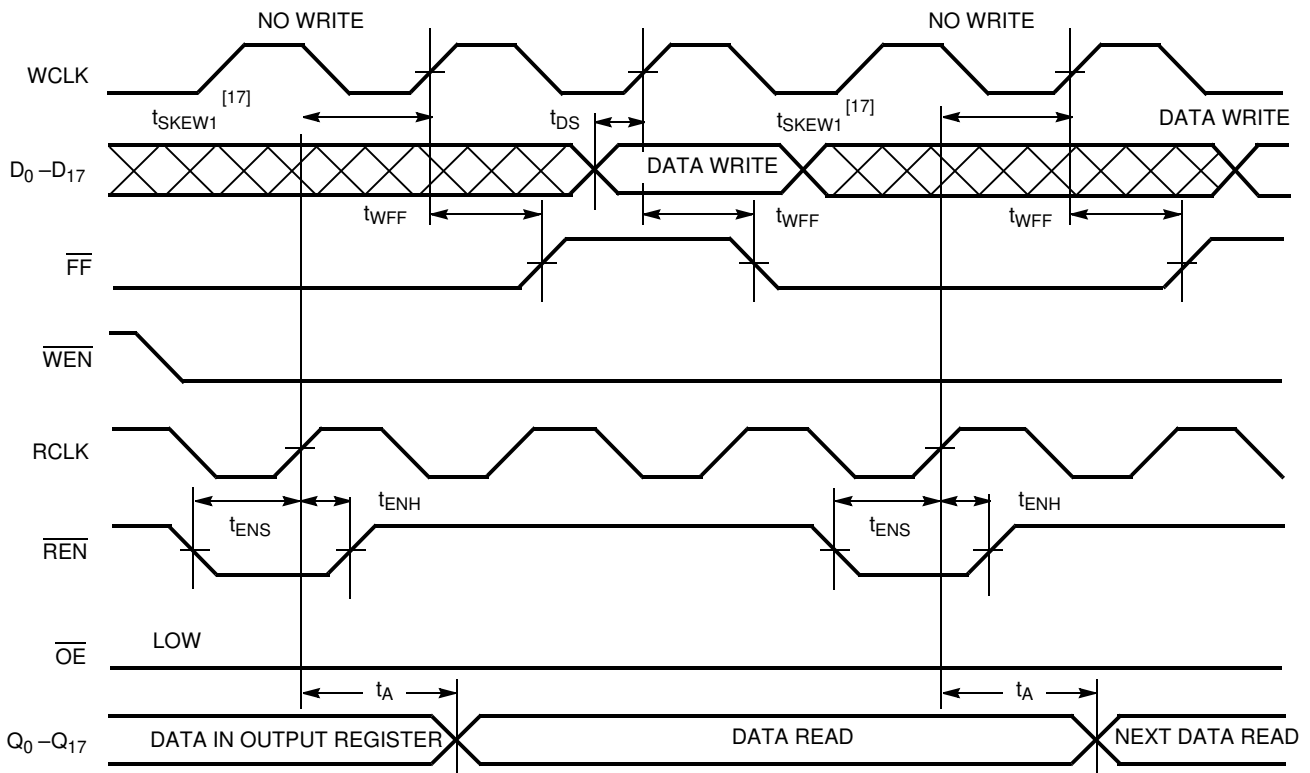 NO WRITE NO WRITE
WCLK
tSKEW1 [17] tDS tSKEW1 [17] DATA WRITE
D0 –D17 DATA WRITE
tWFF tWFF tWFF
FF
WEN
RCLK
tENS tENH tENS tENH
REN
LOW
OE
tA tA
Q0 –Q17 DATA IN OUTPUT REGISTER DATA READ NEXT DATA READ